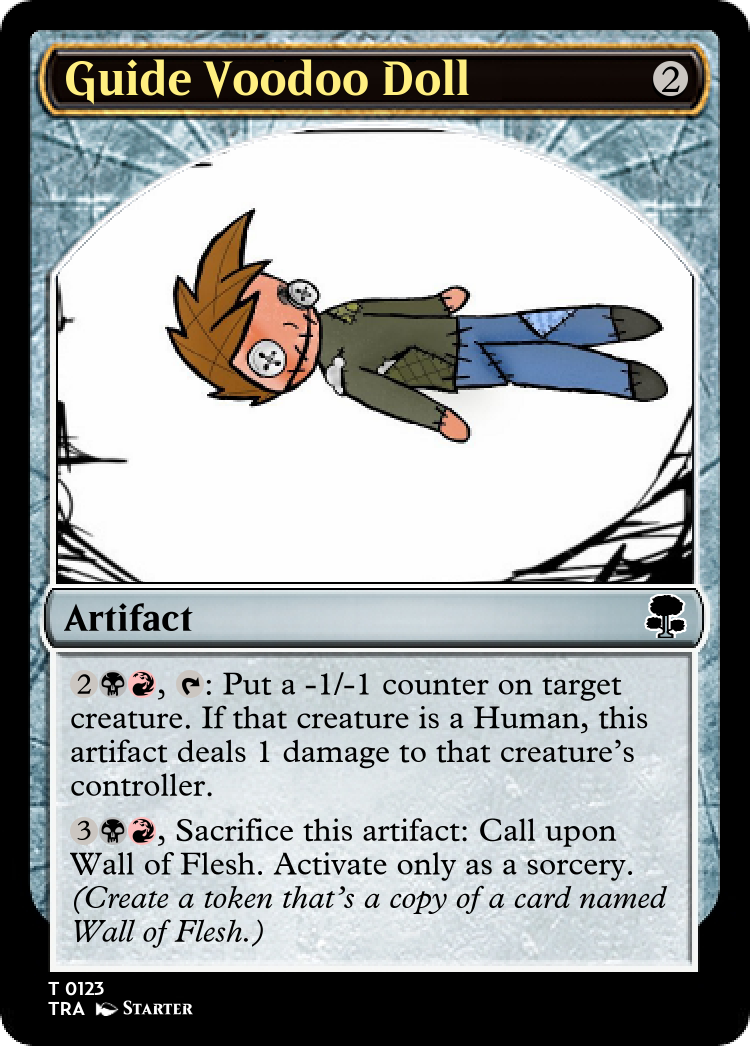 Guide Voodoo Doll 2
Artifact
2, : Put a -1/-1 counter on target
creature. If that creature is a Human, this
artifact deals 1 damage to that creature's
controller.
3, Sacrifice this artifact: Call upon
Wall of Flesh. Activate only as a sorcery.
(Create a token that's a copy of a card named
Wall of Flesh.)
T 0123
TRA STARTER